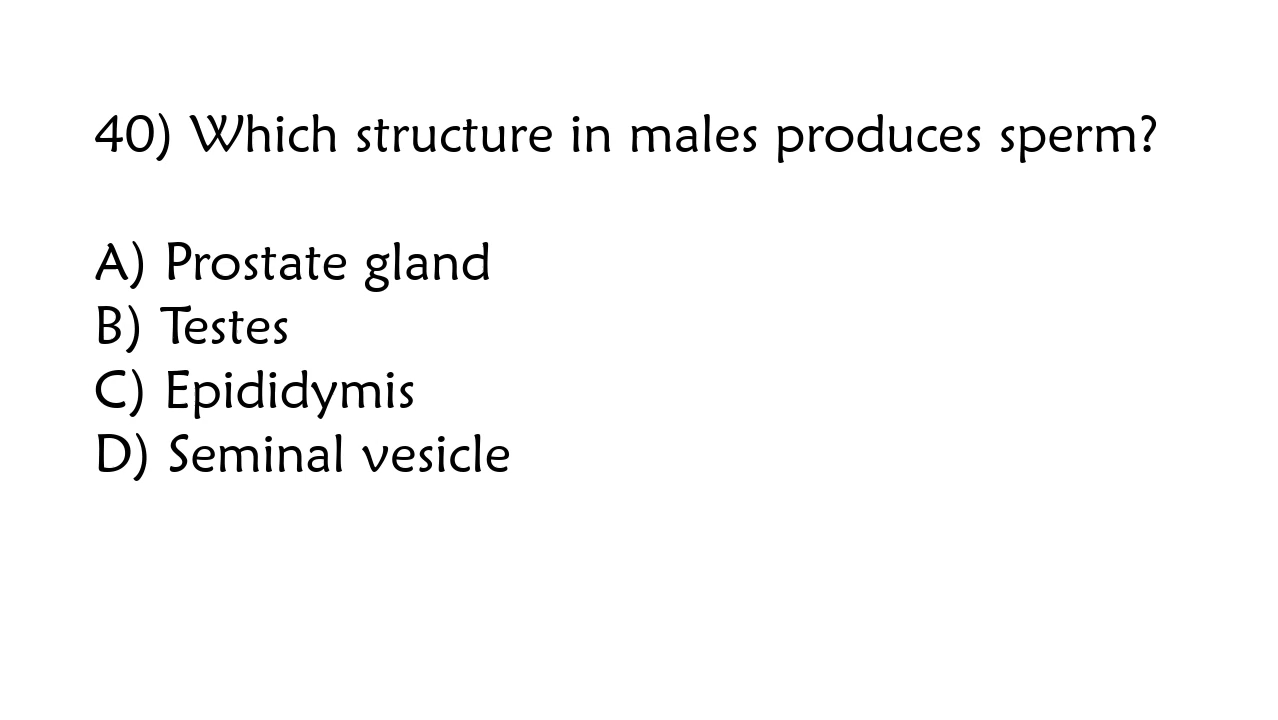 40) Which structure in males produces sperm?
A) Prostate gland
B) Testes
C) Epididymis
D) Seminal vesicle